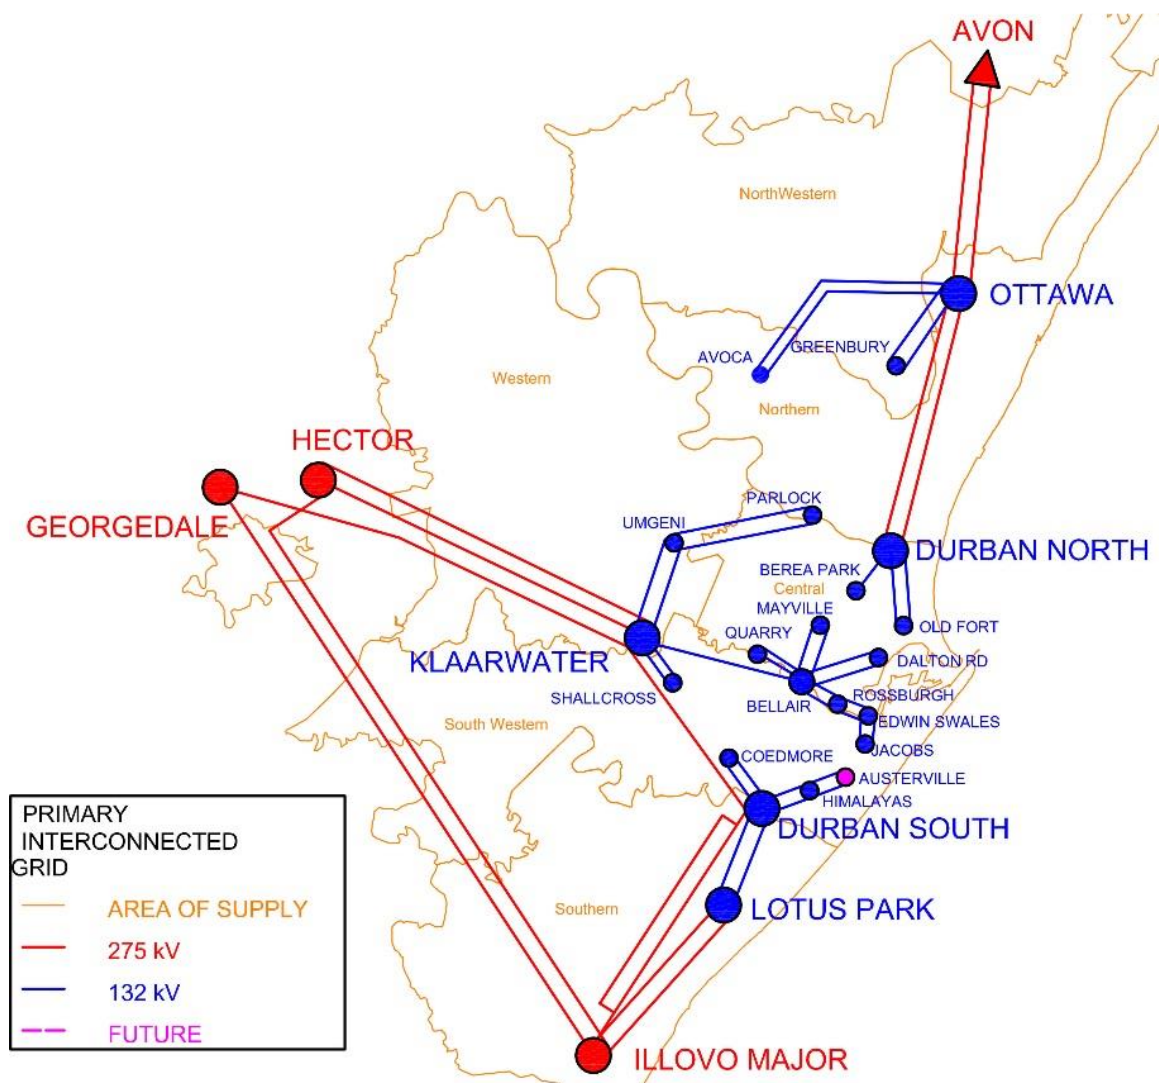 AVON
NorthWestern
OTTAWA
AVOCA
GREENBURY
Western
Northern
HECTOR
GEORGEDALE
PARLOCK
UMGENI
DURBAN NORTH
BEREA PARK
Central
MAYVILLE
OLD FORT
QUARRY
KLAARWATER
DALTON RD
SHALLCROSS
BELLAIR
ROSSBURGH
South Western
EDWIN SWALES
JACOBS
COEDMORE
AUSTERVILLE
HIMALAYAS
DURBAN SOUTH
LOTUS PARK
Southern
ILLOVO MAJOR
PRIMARY
INTERCONNECTED
GRID
AREA OF SUPPLY
275 kV
132 kV
FUTURE